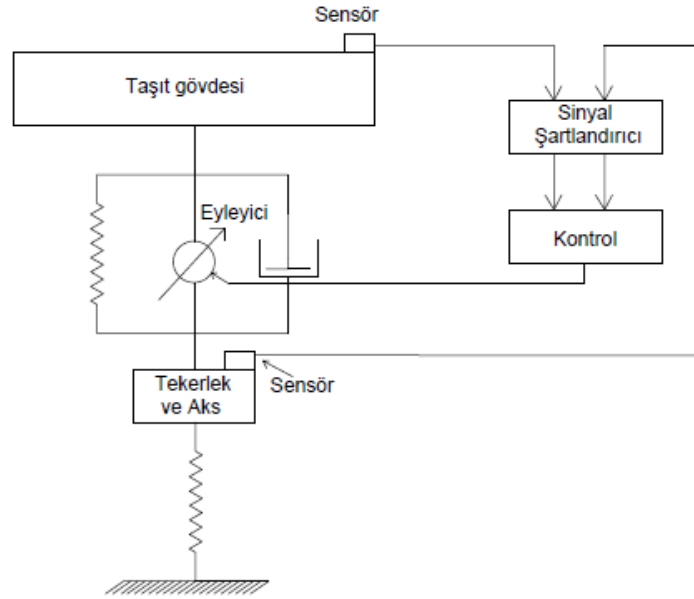 Sensör
Taşıt gövdesi
Sinyal
Şartlandırıcı
Eyleyici
Kontrol
Tekerlek
ve Aks
Sensör